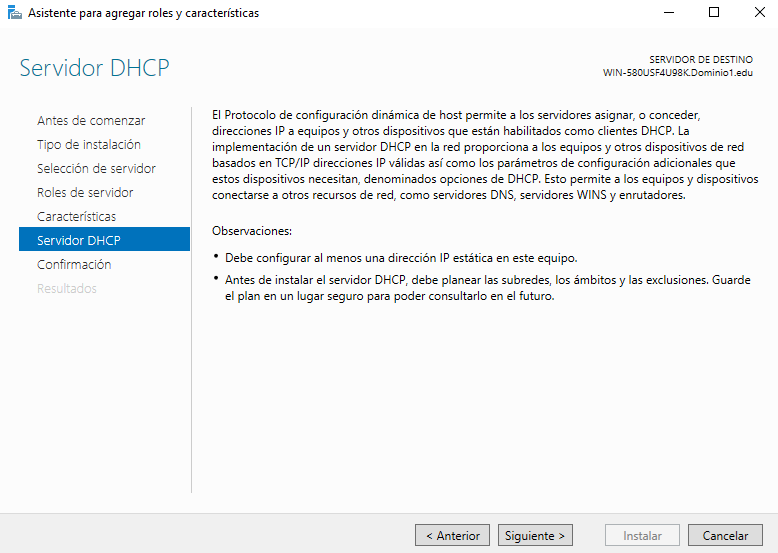 Asistente para agregar roles y características
Servidor DHCP
SERVIDOR DE DESTINO
WIN-580USF4U98K.Dominio1.edu
Antes de comenzar
Tipo de instalación
Selección de servidor
Roles de servidor
Características
Servidor DHCP
Confirmación
Resultados
El Protocolo de configuración dinámica de host permite a los servidores asignar, o conceder,
direcciones IP a equipos y otros dispositivos que están habilitados como clientes DHCP. La
implementación de un servidor DHCP en la red proporciona a los equipos y otros dispositivos de red
basados en TCP/IP direcciones IP válidas así como los parámetros de configuración adicionales que
estos dispositivos necesitan, denominados opciones de DHCP. Esto permite a los equipos y dispositivos
conectarse a otros recursos de red, como servidores DNS, servidores WINS y enrutadores.
Observaciones:
• Debe configurar al menos una dirección IP estática en este equipo.
• Antes de instalar el servidor DHCP, debe planear las subredes, los ámbitos y las exclusiones. Guarde
el plan en un lugar seguro para poder consultarlo en el futuro.
< Anterior
Siguiente >
Instalar
Cancelar